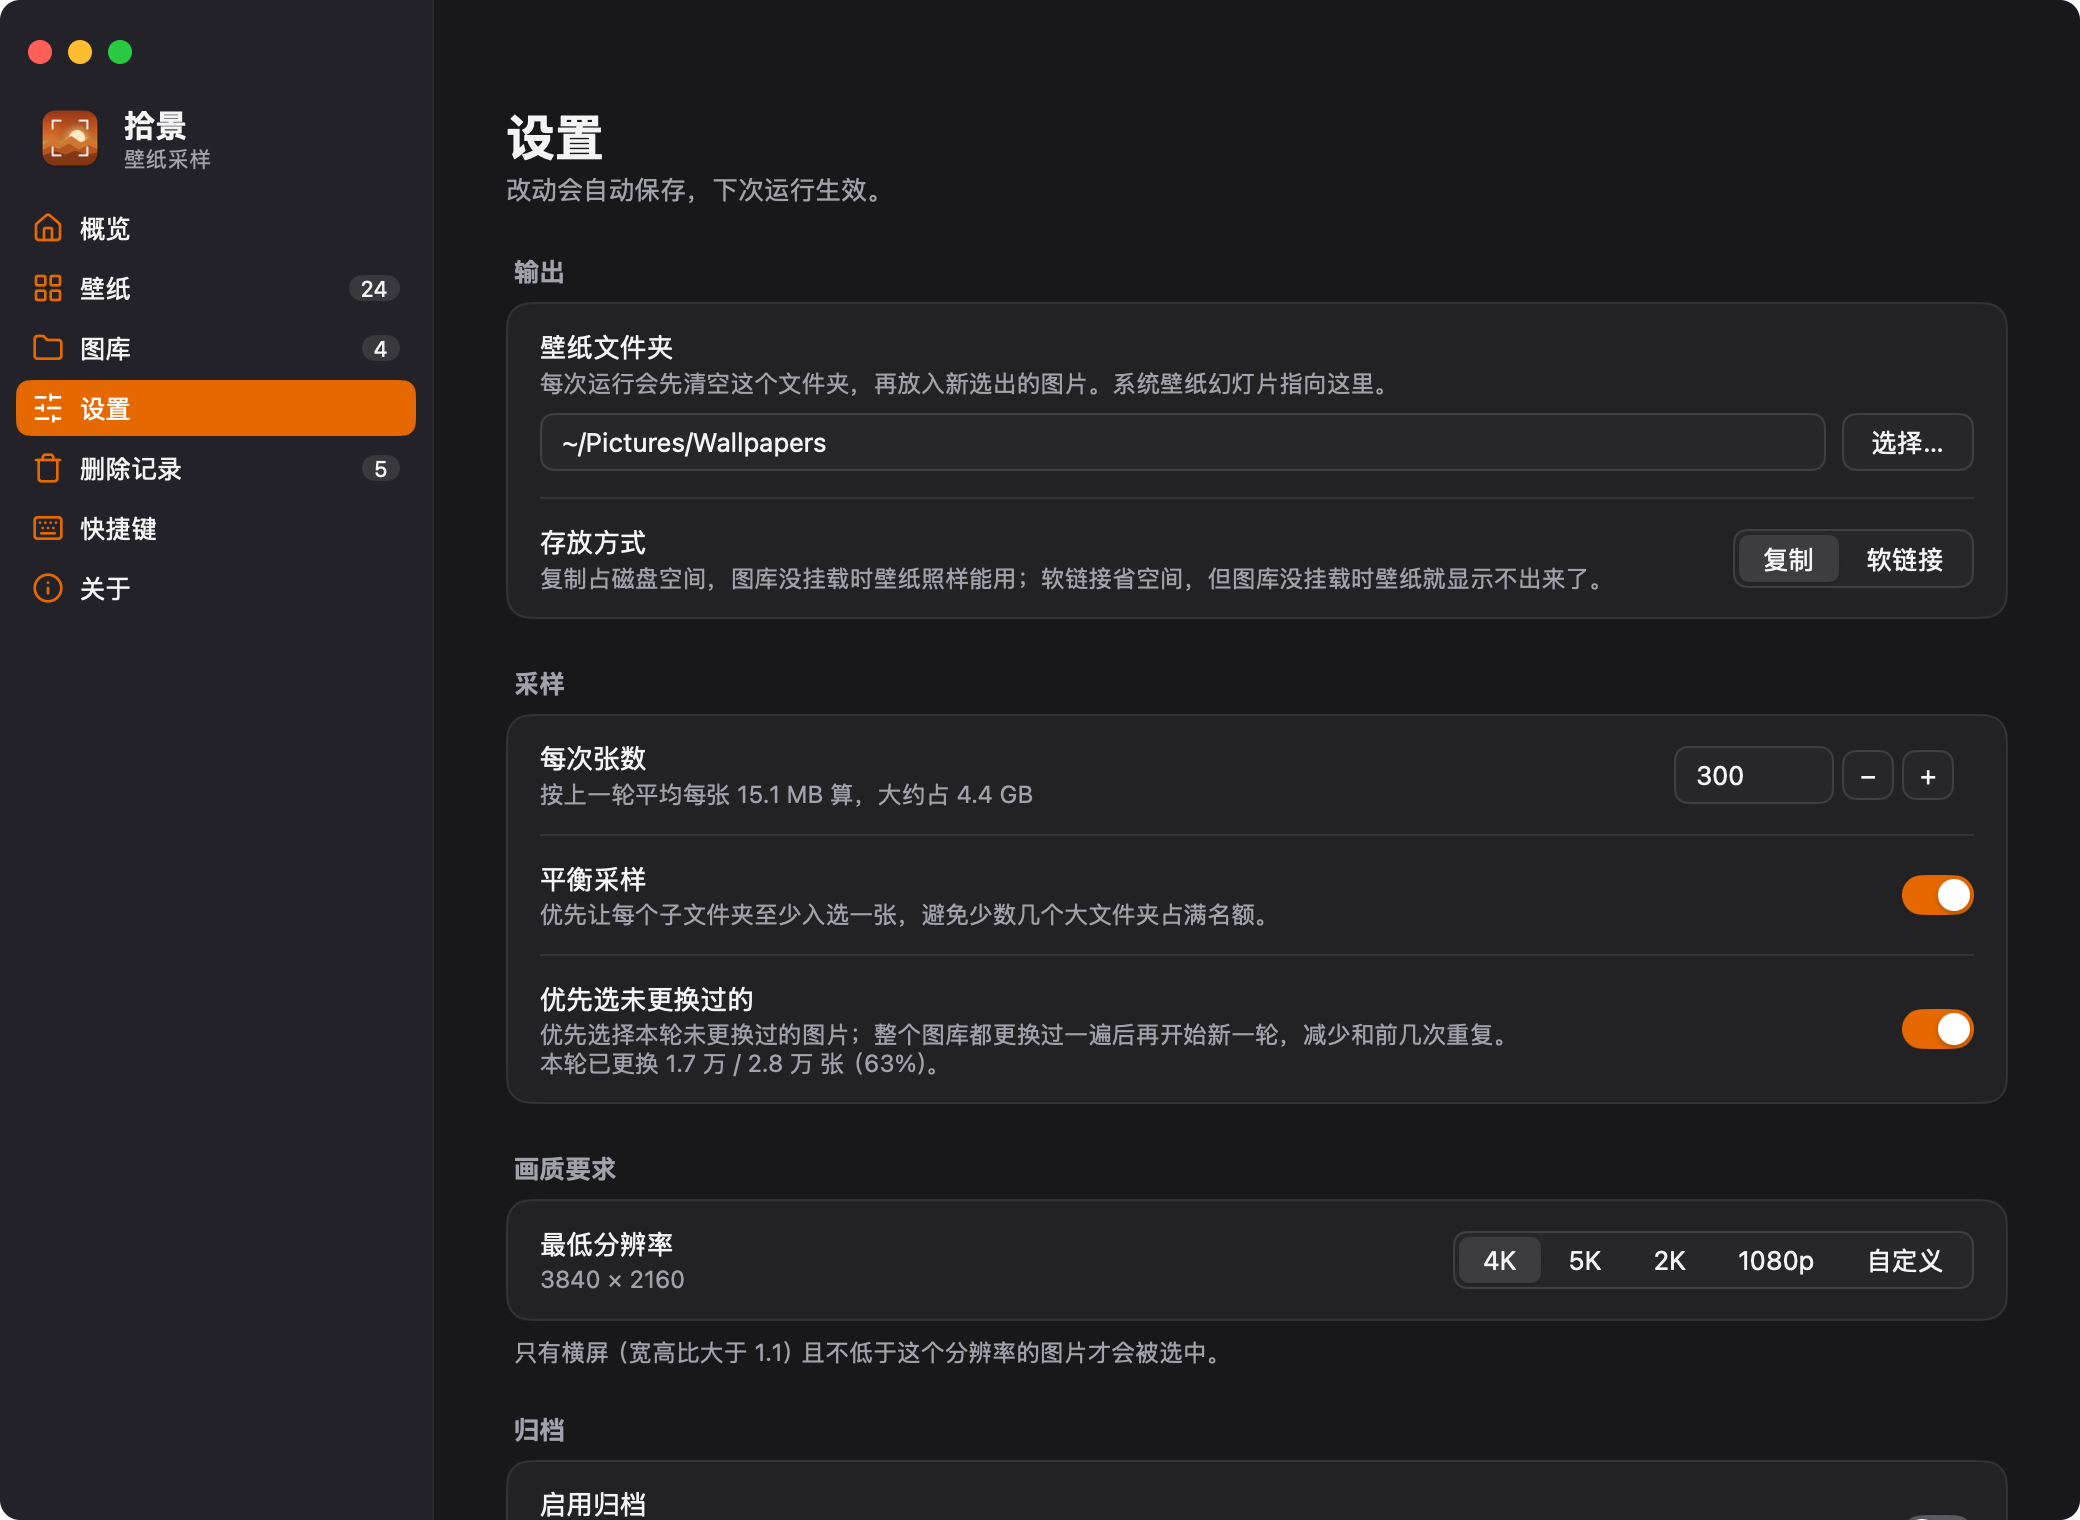 拾景
壁纸采样
概览
壁纸 24
图库 4
设置
删除记录 5
快捷键
关于
设置
改动会自动保存，下次运行生效。
输出
壁纸文件夹
每次运行会先清空这个文件夹，再放入新选出的图片。系统壁纸幻灯片指向这里。
~/Pictures/Wallpapers 选择...
存放方式
复制占磁盘空间，图库没挂载时壁纸照样能用；软链接省空间，但图库没挂载时壁纸就显示不出来了。
复制 软链接
采样
每次张数
按上一轮平均每张 15.1 MB 算，大约占 4.4 GB
300 − +
平衡采样
优先让每个子文件夹至少入选一张，避免少数几个大文件夹占满名额。
优先选未更换过的
优先选择本轮未更换过的图片；整个图库都更换过一遍后再开始新一轮，减少和前几次重复。
本轮已更换 1.7 万 / 2.8 万 张（63%）。
画质要求
最低分辨率
3840 × 2160
4K 5K 2K 1080p 自定义
只有横屏（宽高比大于 1.1）且不低于这个分辨率的图片才会被选中。
归档
启用归档